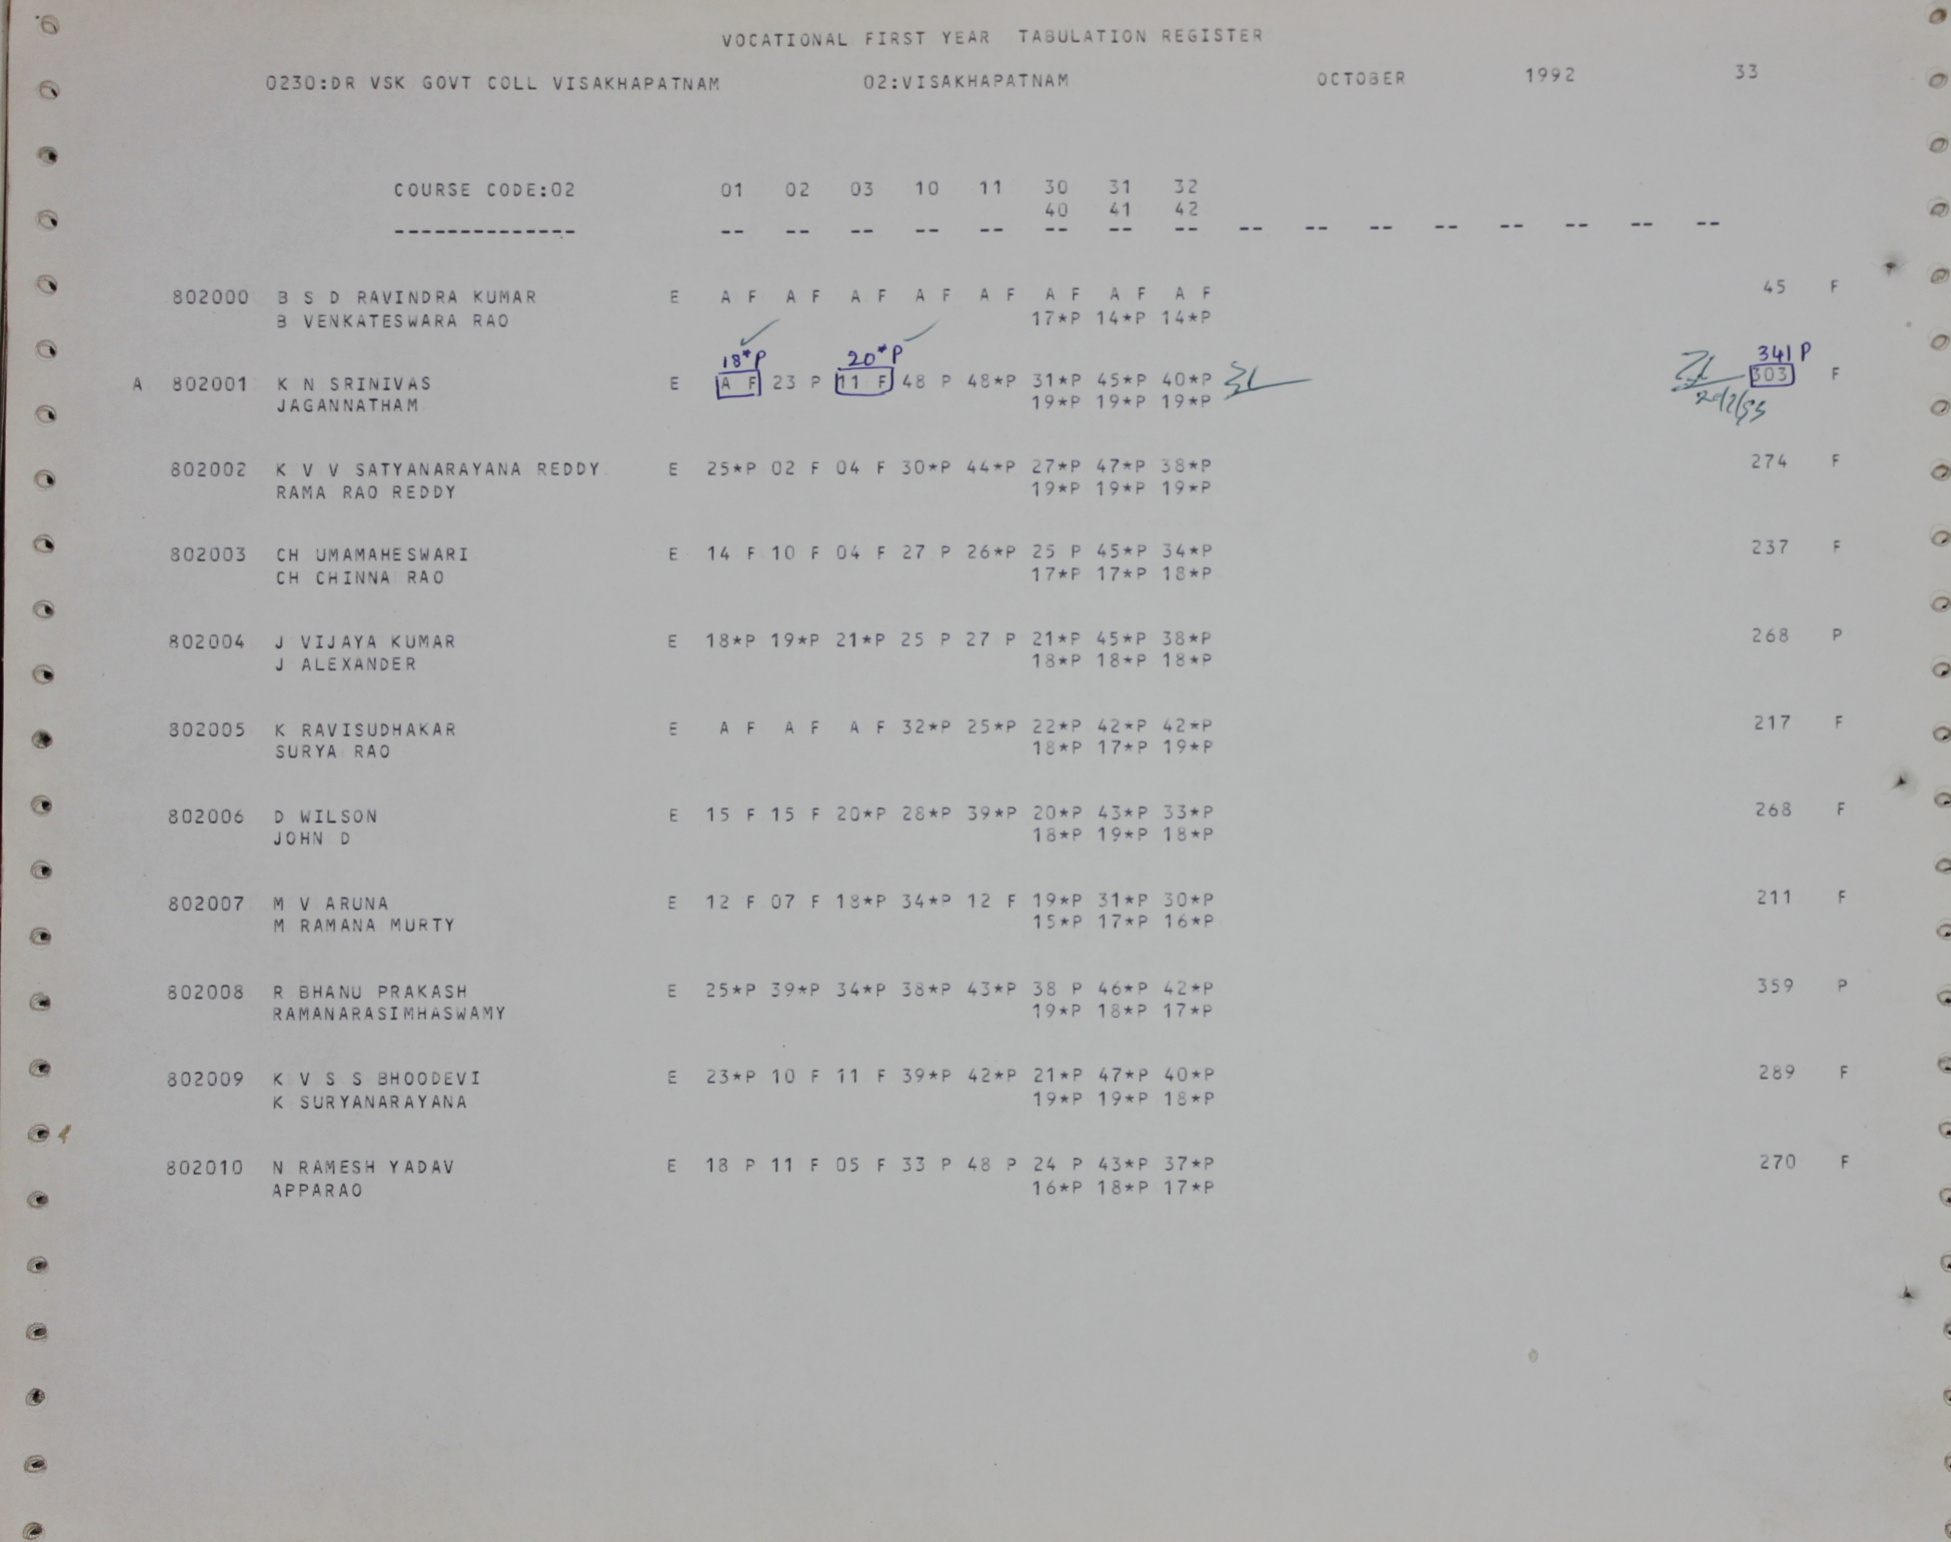 VOCATIONAL FIRST YEAR TABULATION REGISTER
0230:DR VSK GOVT COLL VISAKHAPATNAM 02:VISAKHAPATNAM OCTOBER 1992 33
COURSE CODE:02 01 02 03 10 11 30 31 32
40 41 42
-------------- -- -- -- -- -- -- -- -- -- -- -- -- -- -- -- --
802000 B S D RAVINDRA KUMAR E A F A F A F A F A F A F A F A F 45 F
B VENKATESWARA RAO 17*P 14*P 14*P
18*P 20*P 341 P
A 802001 K N SRINIVAS E A F 23 P 11 F 48 P 48*P 31*P 45*P 40*P 303 F
JAGANNATHAM 19*P 19*P 19*P
802002 K V V SATYANARAYANA REDDY E 25*P 02 F 04 F 30*P 44*P 27*P 47*P 38*P 274 F
RAMA RAO REDDY 19*P 19*P 19*P
802003 CH UMAMAHESWARI E 14 F 10 F 04 F 27 P 26*P 25 P 45*P 34*P 237 F
CH CHINNA RAO 17*P 17*P 18*P
802004 J VIJAYA KUMAR E 18*P 19*P 21*P 25 P 27 P 21*P 45*P 38*P 268 P
J ALEXANDER 18*P 18*P 18*P
802005 K RAVISUDHAKAR E A F A F A F 32*P 25*P 22*P 42*P 42*P 217 F
SURYA RAO 18*P 17*P 19*P
802006 D WILSON E 15 F 15 F 20*P 28*P 39*P 20*P 43*P 33*P 268 F
JOHN D 18*P 19*P 18*P
802007 M V ARUNA E 12 F 07 F 18*P 34*P 12 F 19*P 31*P 30*P 211 F
M RAMANA MURTY 15*P 17*P 16*P
802008 R BHANU PRAKASH E 25*P 39*P 34*P 38*P 43*P 38 P 46*P 42*P 359 P
RAMANARASIMHASWAMY 19*P 18*P 17*P
802009 K V S S BHOODEVI E 23*P 10 F 11 F 39*P 42*P 21*P 47*P 40*P 289 F
K SURYANARAYANA 19*P 19*P 18*P
802010 N RAMESH YADAV E 18 P 11 F 05 F 33 P 48 P 24 P 43*P 37*P 270 F
APPARAO 16*P 18*P 17*P